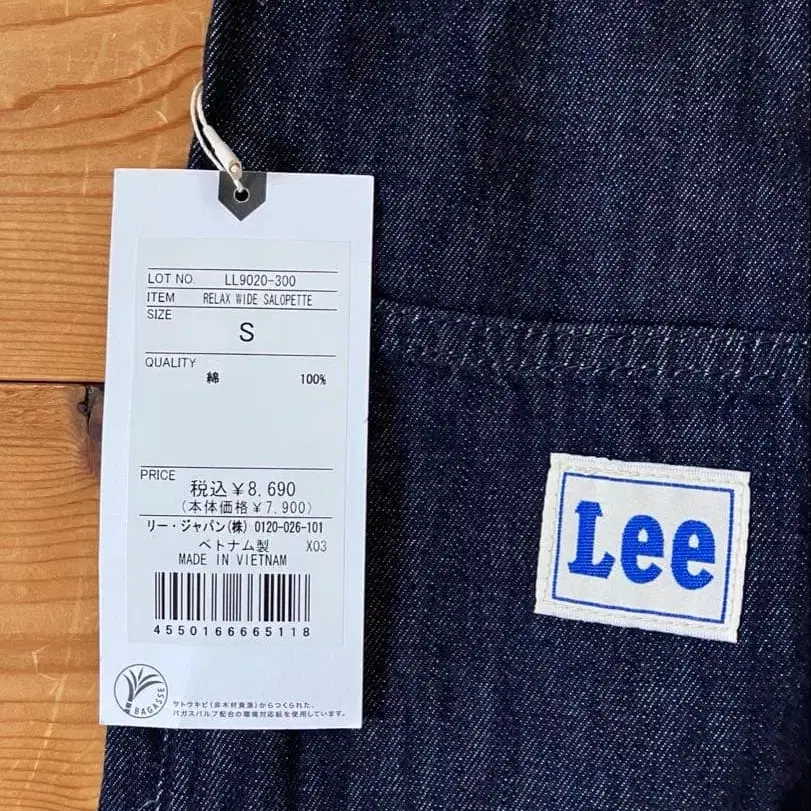 LOT NO. LL9020-300
ITEM RELAX WIDE SALOPETTE
SIZE
S
QUALITY
綿 100%
PRICE
税込¥8,690
(本体価格¥7,900)
リー・ジャパン(株) 0120-026-101
ベトナム製 X03
MADE IN VIETNAM
4550166665118
BAGASSE
サトウキビ(非木材資源)からつくられた、
バガスパルプ配合の環境対応紙を使用しています。
Lee